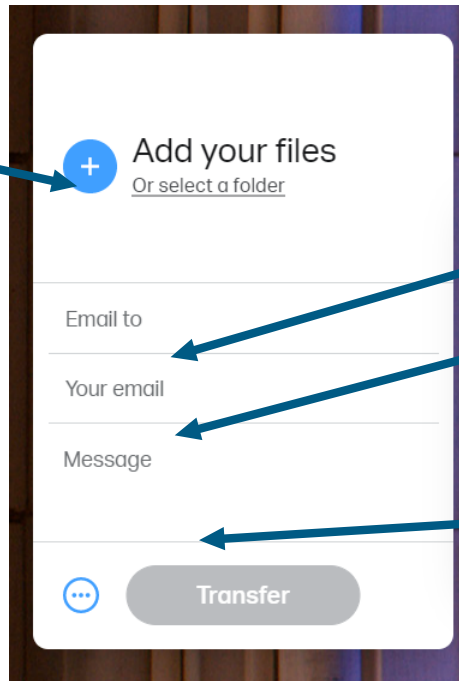 Add your files
Or select a folder
Email to
Your email
Message
Transfer